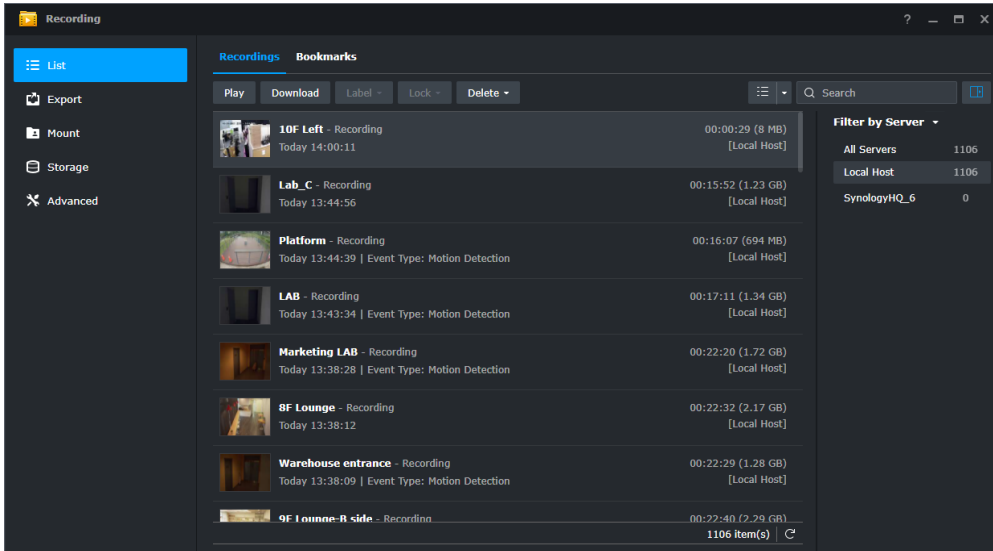 Recording
?
List
Export
Mount
Storage
Advanced
Recordings Bookmarks
Play Download Label Lock Delete
Search
10F Left - Recording 00:00:29 (8 MB)
Today 14:00:11 [Local Host]
Lab_C - Recording 00:15:52 (1.23 GB)
Today 13:44:56 [Local Host]
Platform - Recording 00:16:07 (694 MB)
Today 13:44:39 | Event Type: Motion Detection [Local Host]
LAB - Recording 00:17:11 (1.34 GB)
Today 13:43:34 | Event Type: Motion Detection [Local Host]
Marketing LAB - Recording 00:22:20 (1.72 GB)
Today 13:38:28 | Event Type: Motion Detection [Local Host]
8F Lounge - Recording 00:22:32 (2.17 GB)
Today 13:38:12 [Local Host]
Warehouse entrance - Recording 00:22:29 (1.28 GB)
Today 13:38:09 | Event Type: Motion Detection [Local Host]
9F Lounge-B side - Recording 00:22:40 (2.29 GB)
1106 item(s)
Filter by Server
All Servers 1106
Local Host 1106
SynologyHQ_6 0